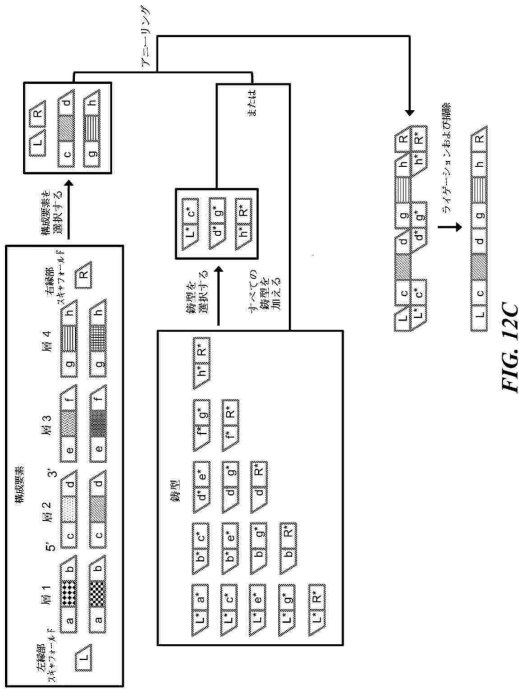 構成要素
左縁部
スキャフォールド
層 1
層 2
層 3
層 4
右縁部
スキャフォールド
5' 3'
L
a b
c d
e f
g h
R
a b
c d
e f
g h
構成要素を
選択する
L R
c d
g h
鋳型
L* a*
b* c*
d* e*
f* g*
h* R*
L* c*
b* e*
d g*
f* R*
L* e*
b g*
d R*
L* g*
b R*
L* R*
鋳型を
選択する
L* c*
d* g*
h* R*
すべての
鋳型を
加える
または
アニーリング
L c d g h R
L* c* d* g* h* R*
ライゲーションおよび掃除
L c d g h R
FIG. 12C